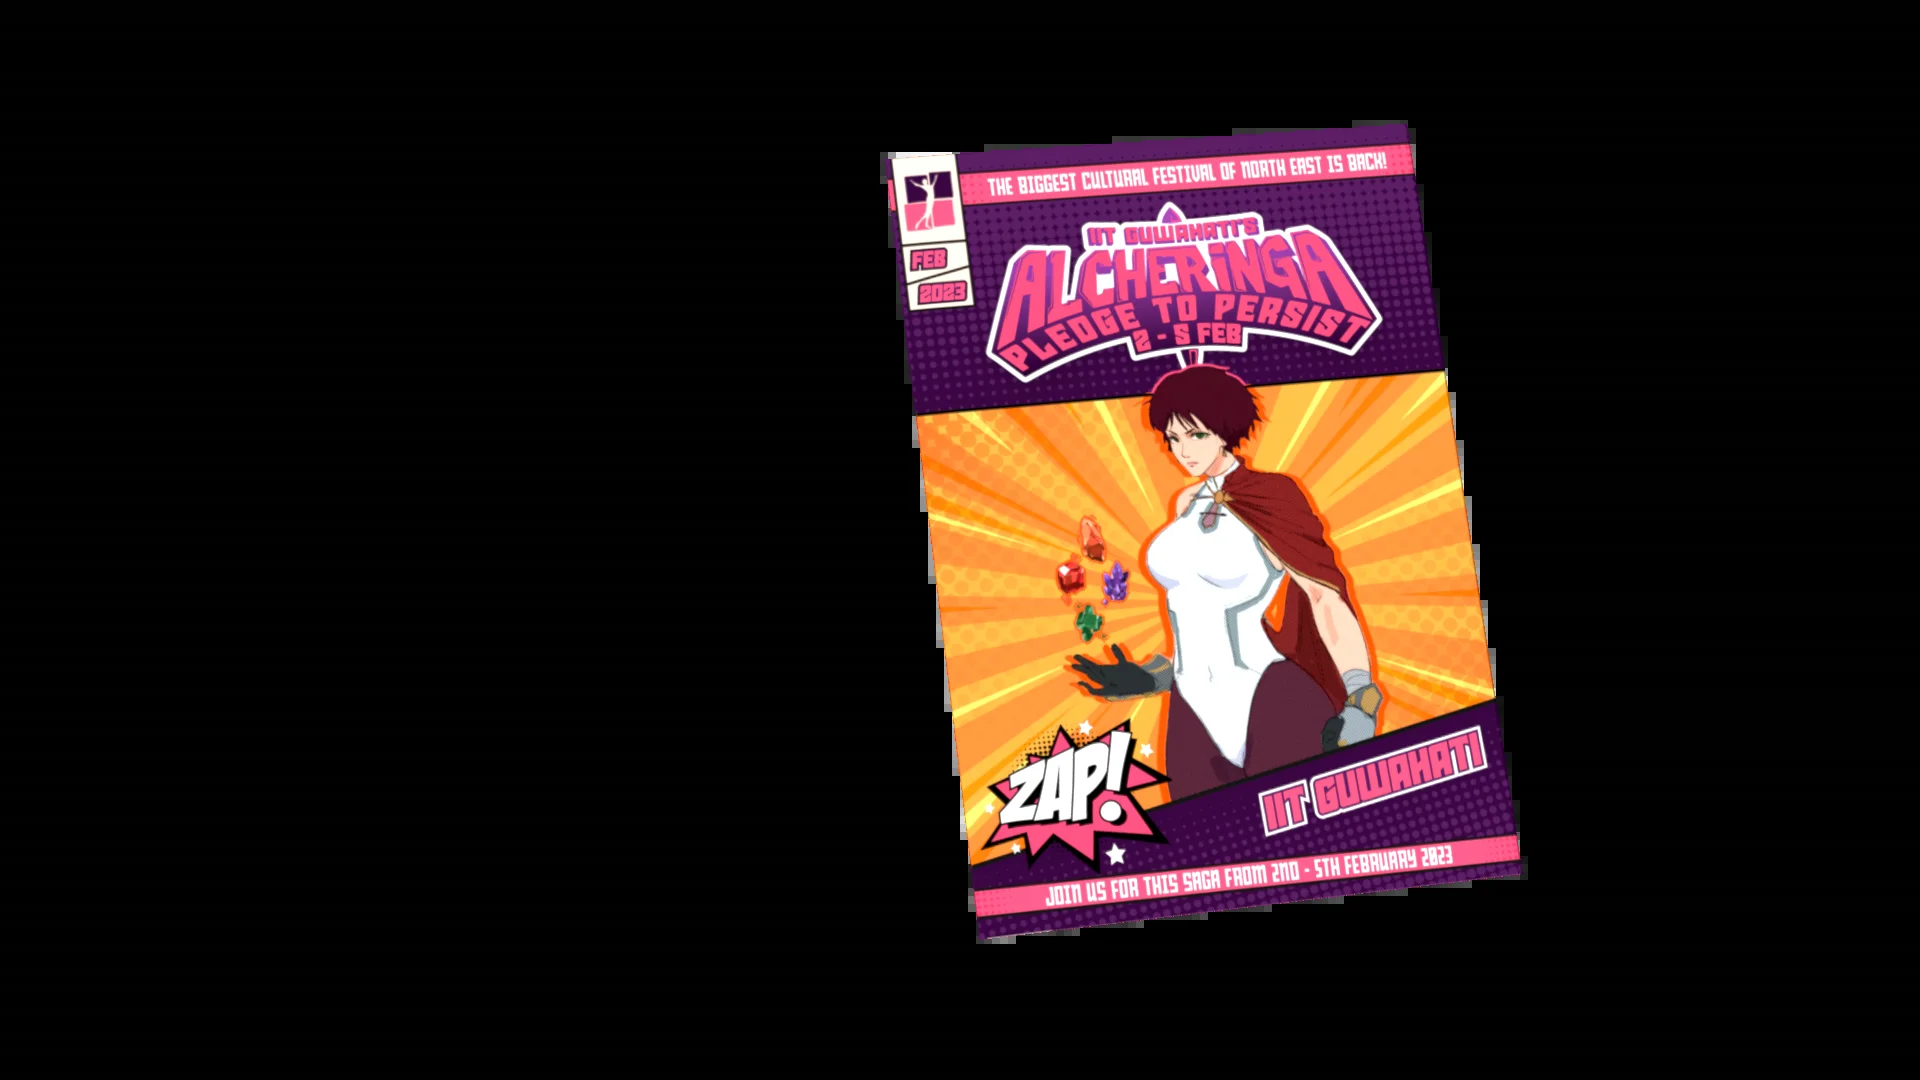 THE BIGGEST CULTURAL FESTIVAL OF NORTH EAST IS BACK!
FEB
2023
IIT GUWAHATI'S
ALCHERINGA
PLEDGE TO PERSIST
2 - 5 FEB
ZAP!
IIT GUWAHATI
JOIN US FOR THIS SAGA FROM 2ND - 5TH FEBRUARY 2023